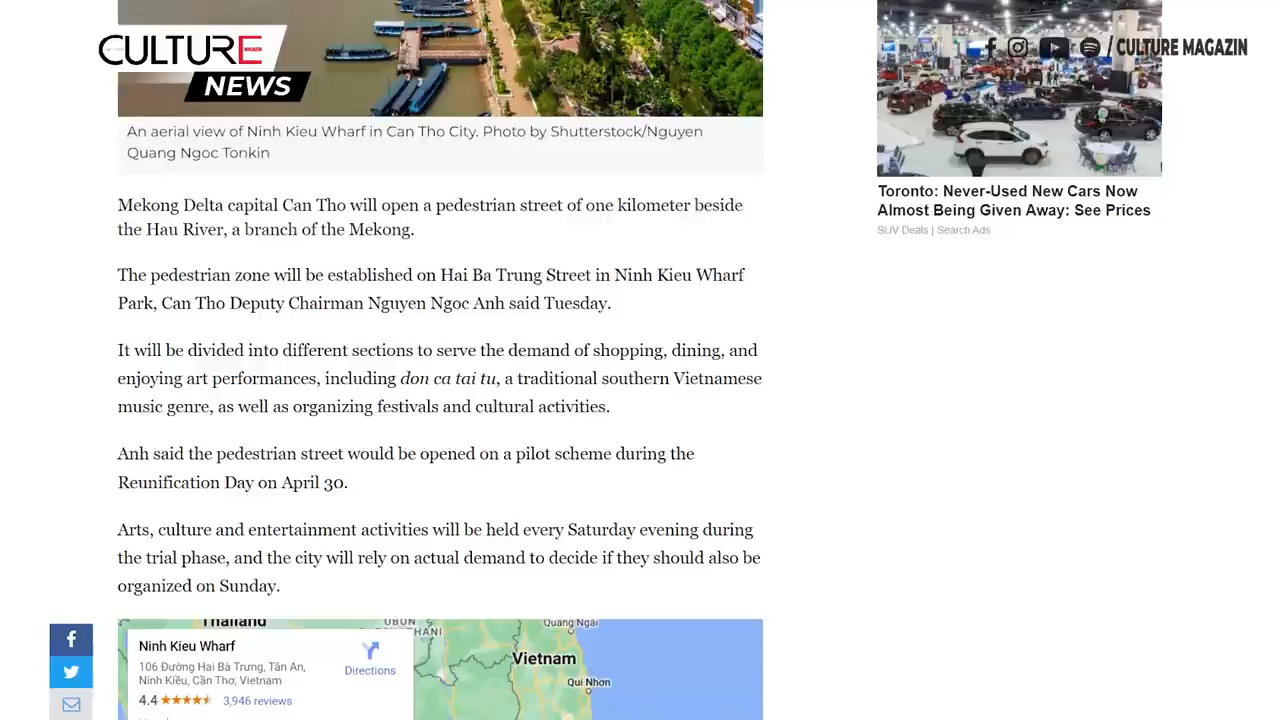 CULTURE
MAGAZIN
NEWS
/ CULTURE MAGAZIN
An aerial view of Ninh Kieu Wharf in Can Tho City. Photo by Shutterstock/Nguyen
Quang Ngoc Tonkin
Mekong Delta capital Can Tho will open a pedestrian street of one kilometer beside
the Hau River, a branch of the Mekong.
The pedestrian zone will be established on Hai Ba Trung Street in Ninh Kieu Wharf
Park, Can Tho Deputy Chairman Nguyen Ngoc Anh said Tuesday.
It will be divided into different sections to serve the demand of shopping, dining, and
enjoying art performances, including don ca tai tu, a traditional southern Vietnamese
music genre, as well as organizing festivals and cultural activities.
Anh said the pedestrian street would be opened on a pilot scheme during the
Reunification Day on April 30.
Arts, culture and entertainment activities will be held every Saturday evening during
the trial phase, and the city will rely on actual demand to decide if they should also be
organized on Sunday.
Toronto: Never-Used New Cars Now
Almost Being Given Away: See Prices
SUV Deals | Search Ads
Thailand
UBON
Quang Ngai
Ninh Kieu Wharf
Directions
106 Đường Hai Bà Trưng, Tân An,
Ninh Kiều, Cần Thơ, Vietnam
4.4
3,946 reviews
Vietnam
Qui Nhơn